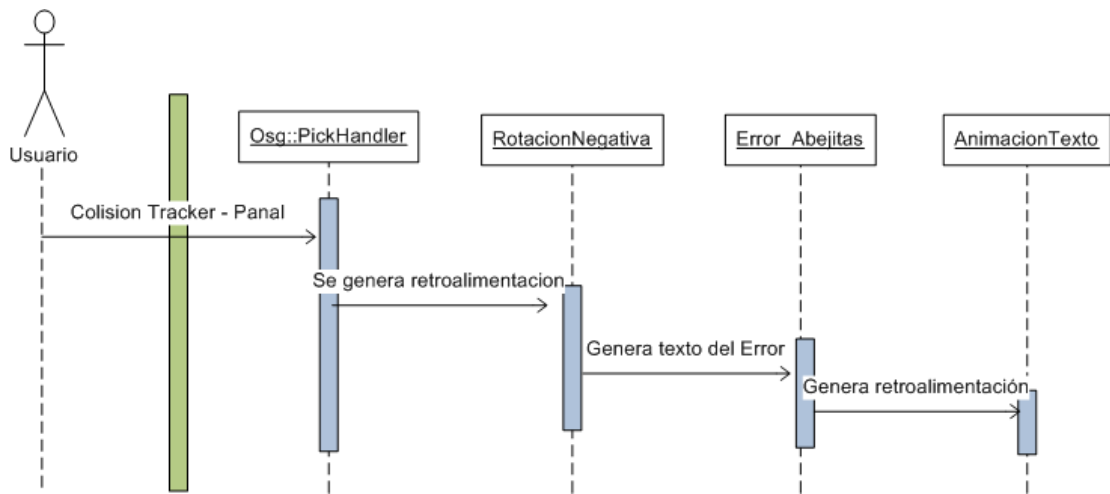 Usuario
Osg::PickHandler
RotacionNegativa
Error_Abejitas
AnimacionTexto
Colision Tracker - Panal
Se genera retroalimentacion
Genera texto del Error
Genera retroalimentación